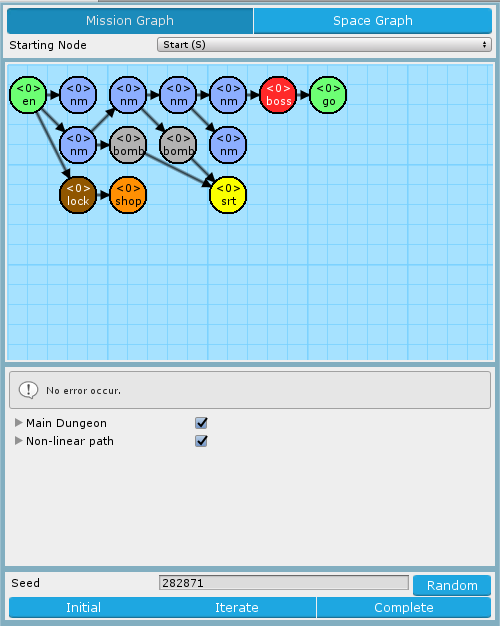 Mission Graph Space Graph
Starting Node Start (S)
<0> <0> <0> <0> <0> <0> <0>
en nm nm nm nm boss go
<0> <0> <0> <0>
nm bomb bomb nm
<0> <0> <0>
lock shop srt
No error occur.
Main Dungeon
Non-linear path
Seed 282871 Random
Initial Iterate Complete